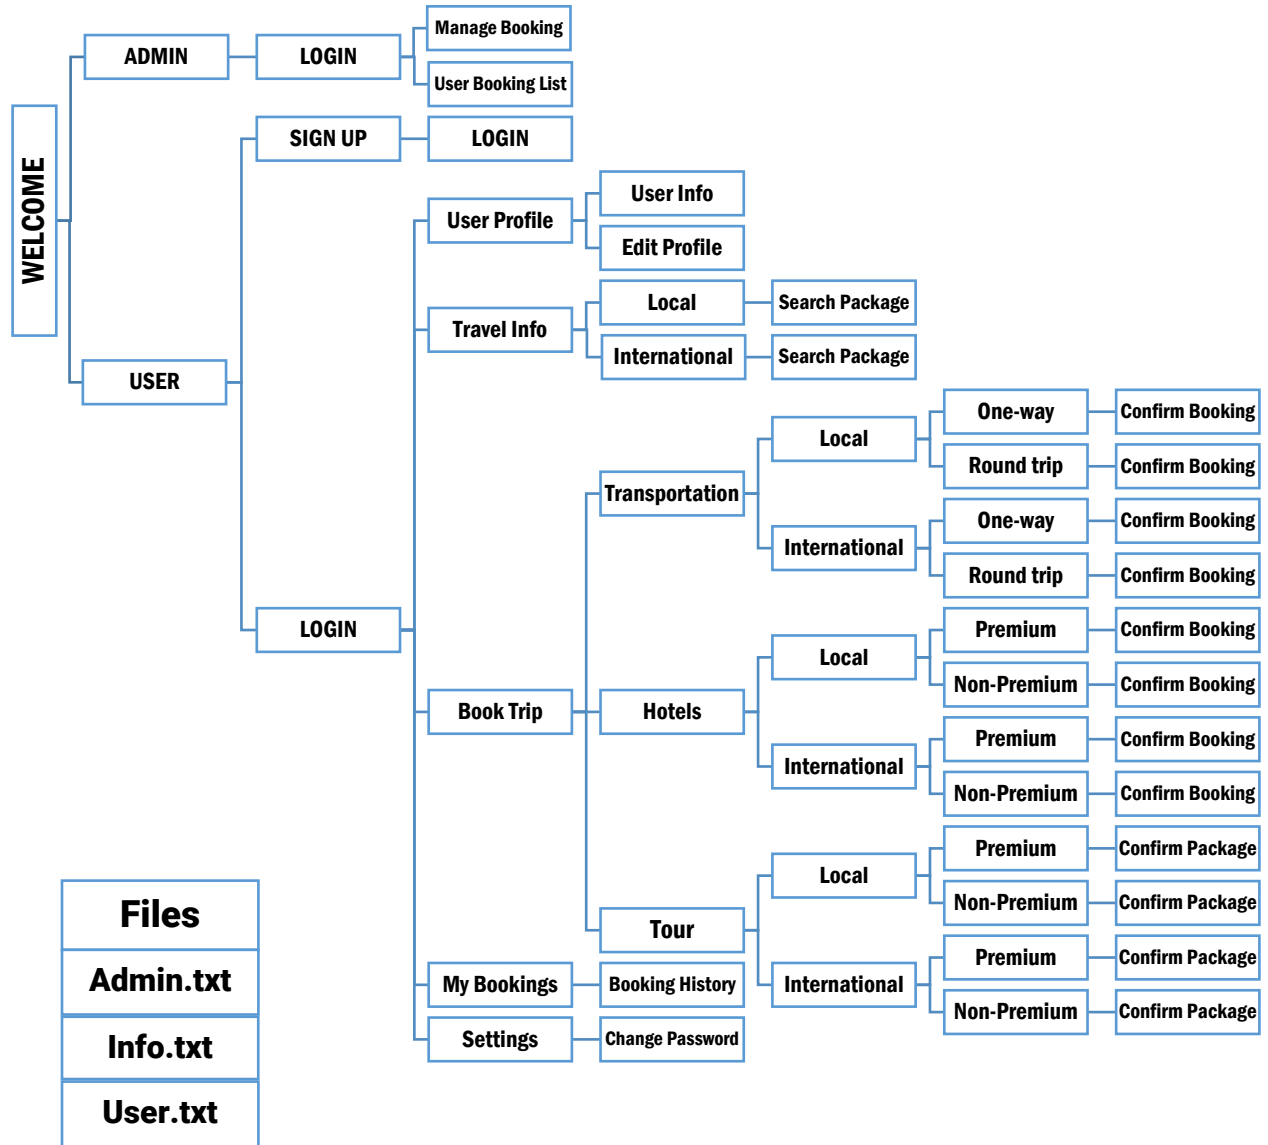 WELCOME
ADMIN
LOGIN
Manage Booking
User Booking List
USER
SIGN UP
LOGIN
LOGIN
User Profile
User Info
Edit Profile
Travel Info
Local
Search Package
International
Search Package
Book Trip
Transportation
Local
One-way
Confirm Booking
Round trip
Confirm Booking
International
One-way
Confirm Booking
Round trip
Confirm Booking
Hotels
Local
Premium
Confirm Booking
Non-Premium
Confirm Booking
International
Premium
Confirm Booking
Non-Premium
Confirm Booking
Tour
Local
Premium
Confirm Package
Non-Premium
Confirm Package
International
Premium
Confirm Package
Non-Premium
Confirm Package
My Bookings
Booking History
Settings
Change Password
Files
Admin.txt
Info.txt
User.txt